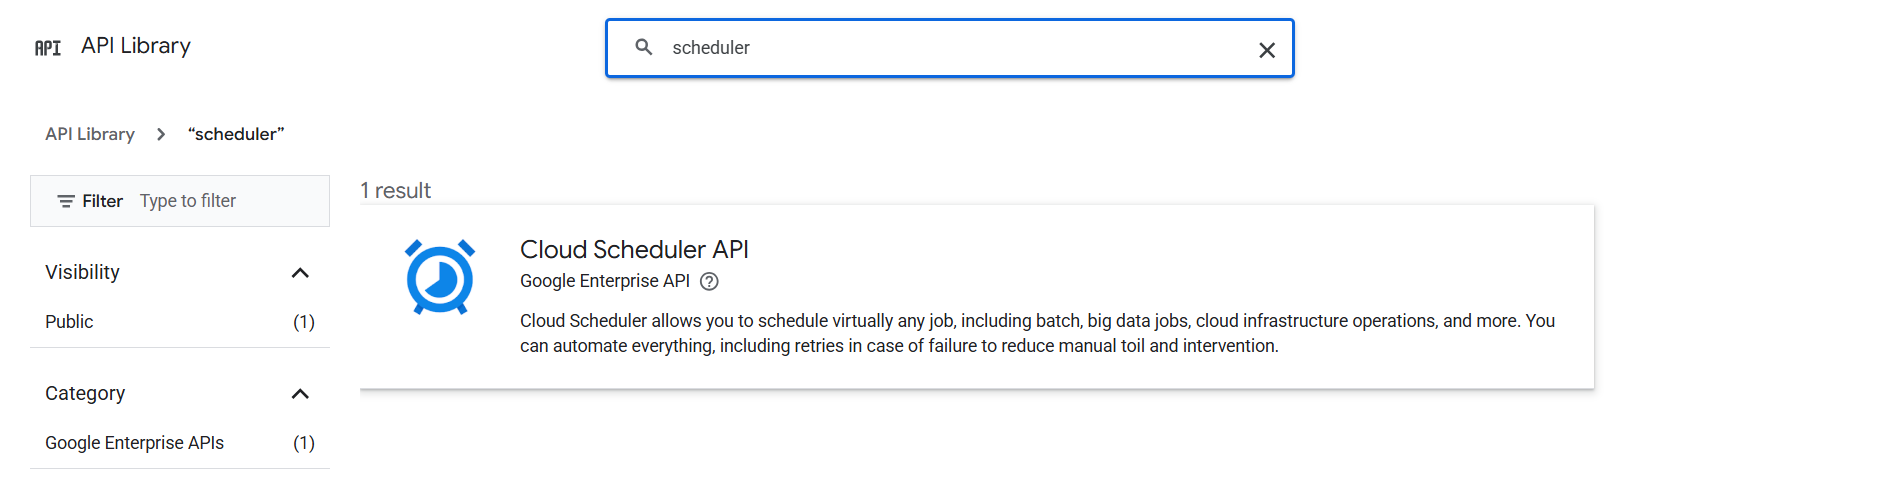 API API Library
scheduler
API Library > “scheduler”
Filter Type to filter
1 result
Visibility
Public (1)
Category
Google Enterprise APIs (1)
Cloud Scheduler API
Google Enterprise API
Cloud Scheduler allows you to schedule virtually any job, including batch, big data jobs, cloud infrastructure operations, and more. You
can automate everything, including retries in case of failure to reduce manual toil and intervention.